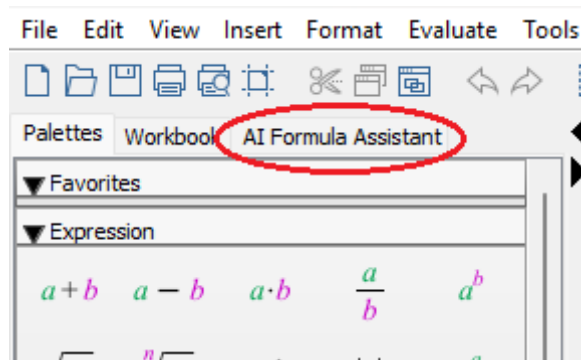 File Edit View Insert Format Evaluate Tools
Palettes Workbook AI Formula Assistant
Favorites
Expression
a + b a − b a·b a/b a^b
n
a